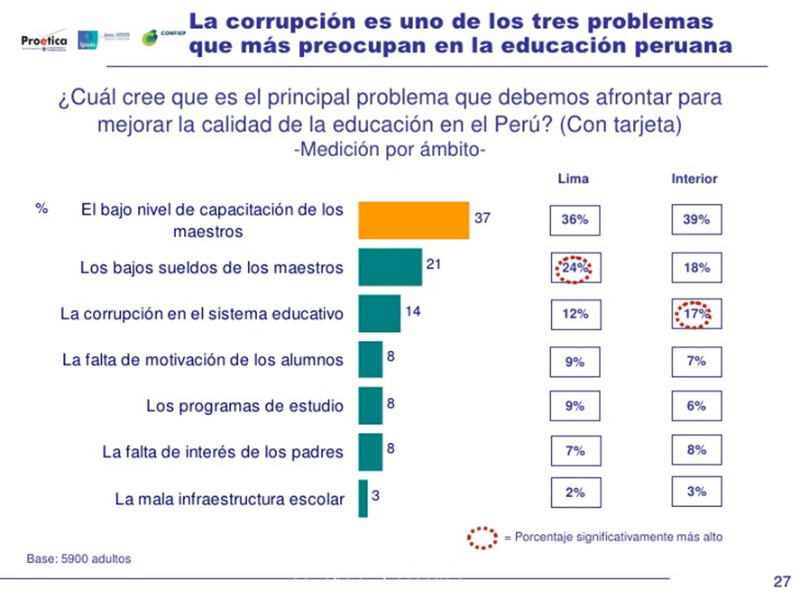 La corrupción es uno de los tres problemas
que más preocupan en la educación peruana
Proetica
Ipsos
CONFIEP
¿Cuál cree que es el principal problema que debemos afrontar para
mejorar la calidad de la educación en el Perú? (Con tarjeta)
-Medición por ámbito-
Lima Interior
%
El bajo nivel de capacitación de los
maestros
37 36% 39%
Los bajos sueldos de los maestros 21 24% 18%
La corrupción en el sistema educativo 14 12% 17%
La falta de motivación de los alumnos 8 9% 7%
Los programas de estudio 8 9% 6%
La falta de interés de los padres 8 7% 8%
La mala infraestructura escolar 3 2% 3%
= Porcentaje significativamente más alto
Base: 5900 adultos
27